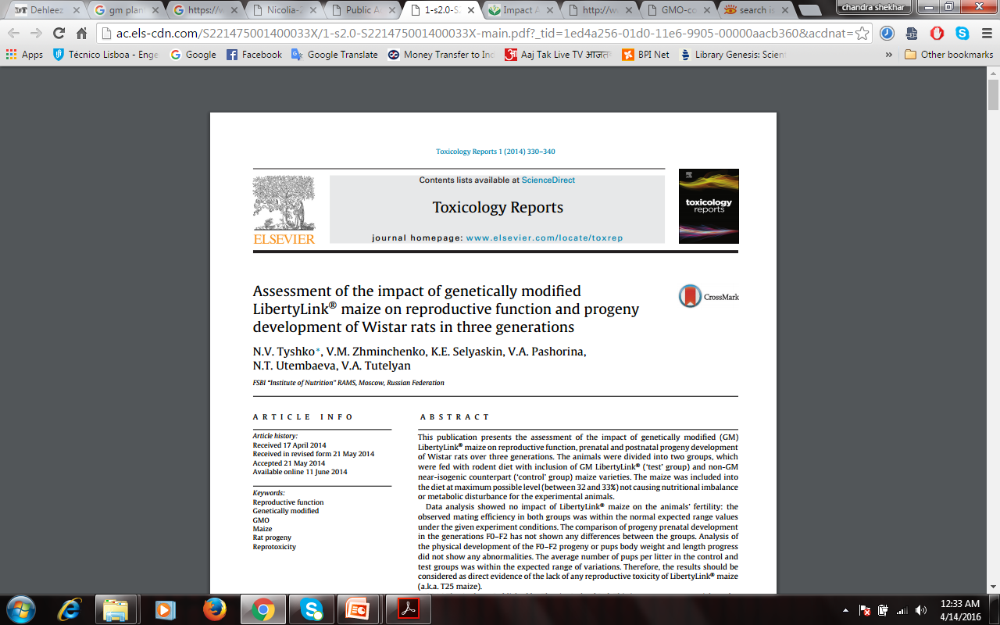 Dehleez
gm plan
https://w
Nicolia-2
Public A
1-s2.0-S2
Impact A
http://w
GMO-co
search is
chandra shekhar
ac.els-cdn.com/S221475001400033X/1-s2.0-S221475001400033X-main.pdf?_tid=1ed4a256-01d0-11e6-9905-00000aacb360&acdnat=
Apps
Técnico Lisboa - Enge
Google
Facebook
Google Translate
Money Transfer to Ind
Aaj Tak Live TV आजतक
BPI Net
Library Genesis: Scien
»
Other bookmarks
Toxicology Reports 1 (2014) 330–340
Contents lists available at ScienceDirect
Toxicology Reports
journal homepage: www.elsevier.com/locate/toxrep
ELSEVIER
toxicology
reports
Assessment of the impact of genetically modified
LibertyLink® maize on reproductive function and progeny
development of Wistar rats in three generations
CrossMark
N.V. Tyshko*, V.M. Zhminchenko, K.E. Selyaskin, V.A. Pashorina,
N.T. Utembaeva, V.A. Tutelyan
FSBI “Institute of Nutrition” RAMS, Moscow, Russian Federation
ARTICLE INFO
Article history:
Received 17 April 2014
Received in revised form 21 May 2014
Accepted 21 May 2014
Available online 11 June 2014
Keywords:
Reproductive function
Genetically modified
GMO
Maize
Rat progeny
Reprotoxicity
ABSTRACT
This publication presents the assessment of the impact of genetically modified (GM)
LibertyLink® maize on reproductive function, prenatal and postnatal progeny development
of Wistar rats over three generations. The animals were divided into two groups, which
were fed with rodent diet with inclusion of GM LibertyLink® (‘test’ group) and non-GM
near-isogenic counterpart (‘control’ group) maize varieties. The maize was included into
the diet at maximum possible level (between 32 and 33%) not causing nutritional imbalance
or metabolic disturbance for the experimental animals.
Data analysis showed no impact of LibertyLink® maize on the animals’ fertility: the
observed mating efficiency in both groups was within the normal expected range values
under the given experiment conditions. The comparison of progeny prenatal development
in the generations F0–F2 has not shown any differences between the groups. Analysis of
the physical development of the F0–F2 progeny or pups body weight and length progress
did not show any abnormalities. The average number of pups per litter in the control and
test groups was within the expected range of variations. Therefore, the results should be
considered as direct evidence of the lack of any reproductive toxicity of LibertyLink® maize
(a.k.a. T25 maize).
12:33 AM
4/14/2016